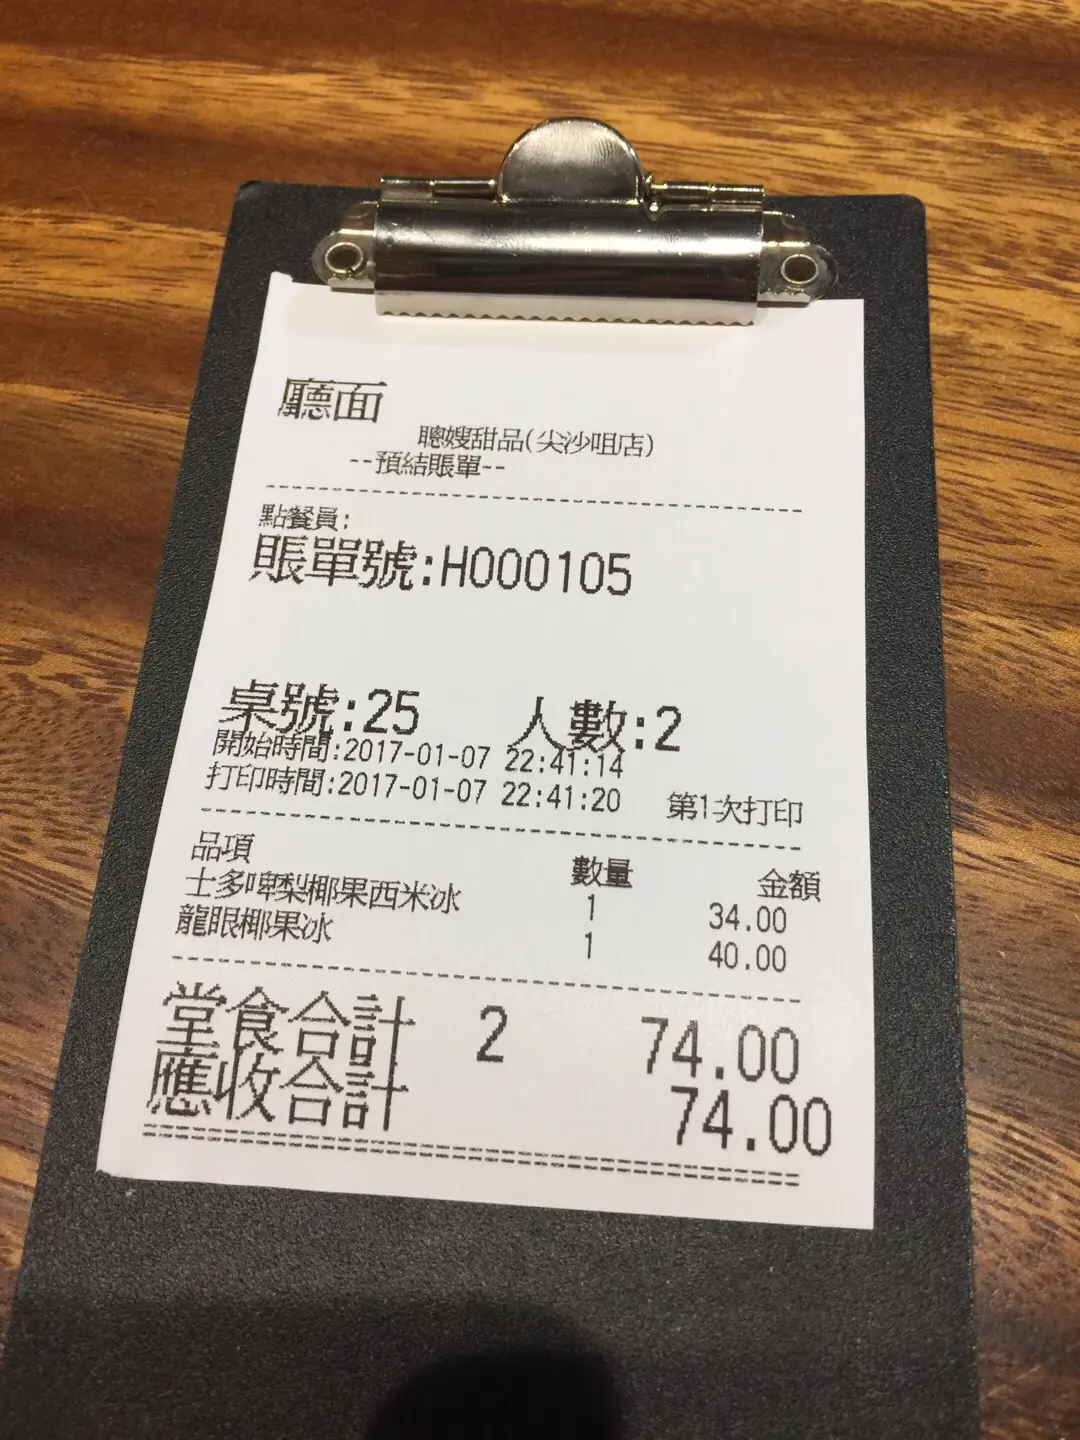 廳面
聰嫂甜品(尖沙咀店)
--預結賬單--
點餐員:
賬單號:H000105
桌號:25 人數:2
開始時間:2017-01-07 22:41:14
打印時間:2017-01-07 22:41:20 第1次打印
品項 數量 金額
士多啤梨椰果西米冰 1 34.00
龍眼椰果冰 1 40.00
堂食合計 2 74.00
應收合計 74.00